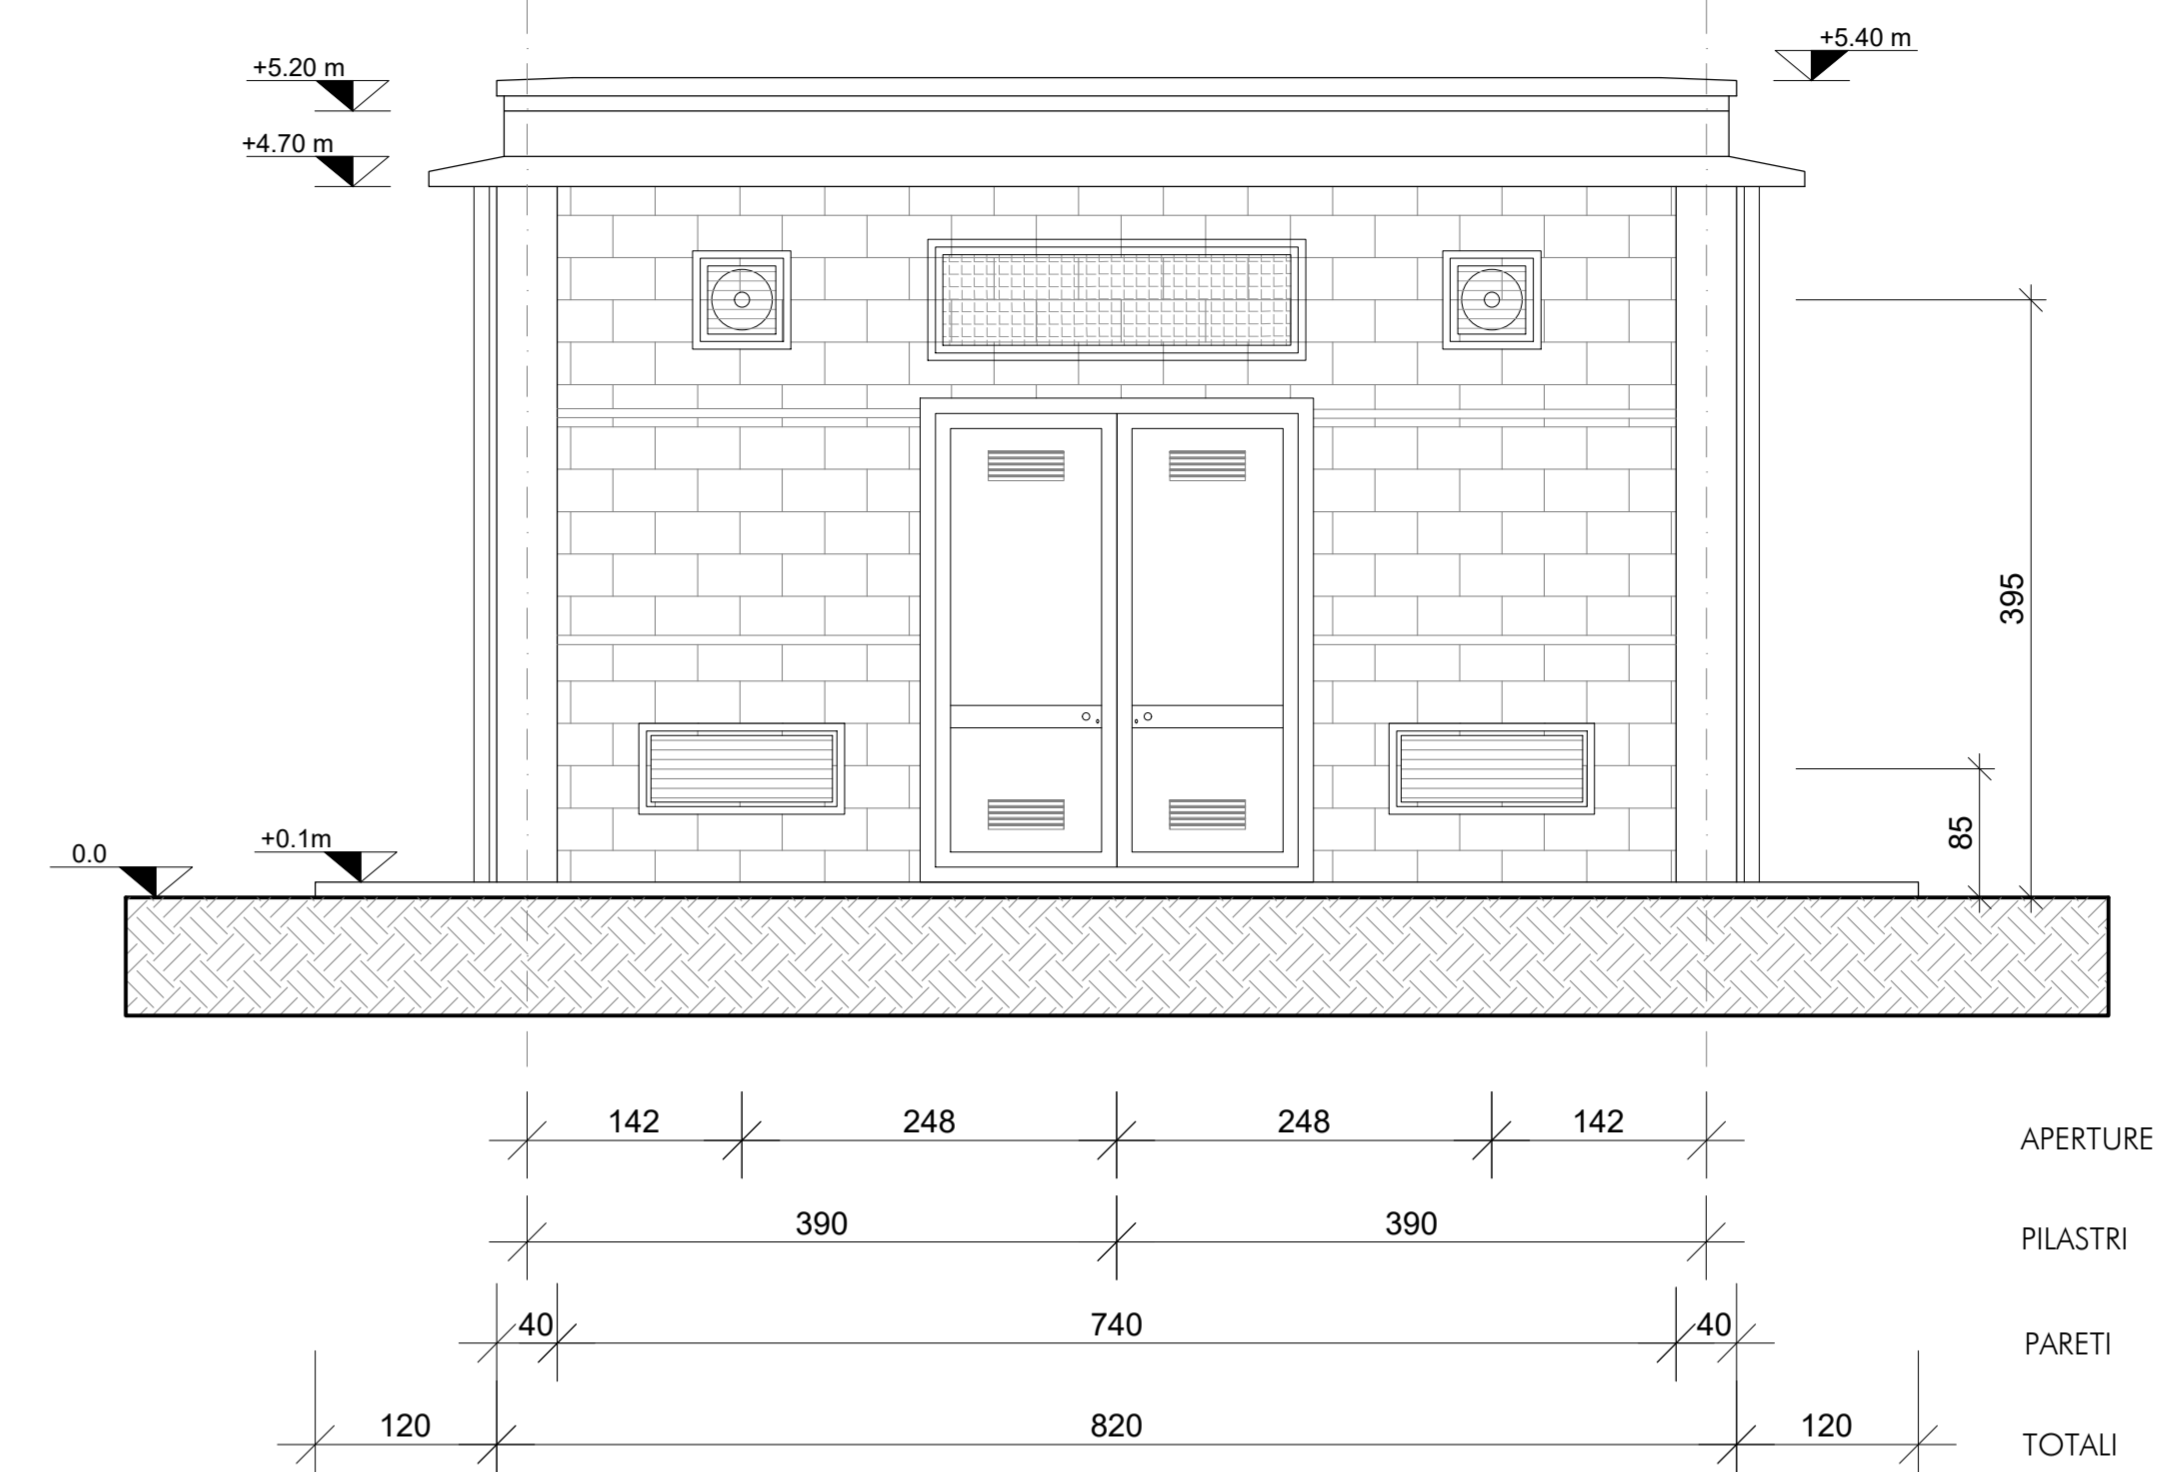 +5.40 m
+5.20 m
+4.70 m
395
85
+0.1m
0.0
142 248 248 142 APERTURE
390 390 PILASTRI
40 740 40 PARETI
120 820 120 TOTALI